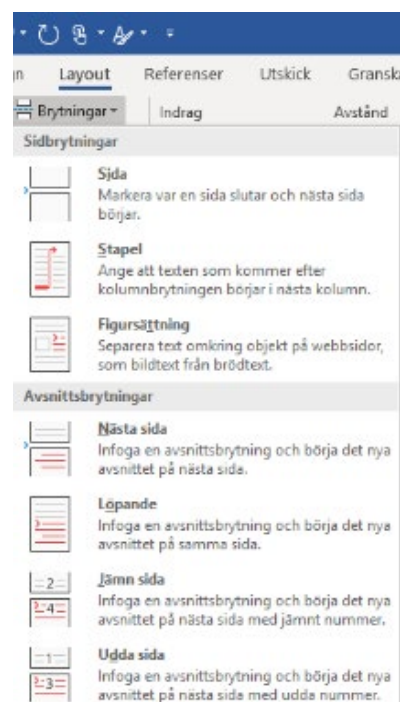 Layout Referenser Utskick Gransk
Brytningar Indrag Avstånd
Sidbrytningar
Sida
Markera var en sida slutar och nästa sida
börjar.
Stapel
Ange att texten som kommer efter
kolumnbrytningen börjar i nästa kolumn.
Figursättning
Separera text omkring objekt på webbsidor,
som bildtext från brödtext.
Avsnittsbrytningar
Nästa sida
Infoga en avsnittsbrytning och börja det nya
avsnittet på nästa sida.
Löpande
Infoga en avsnittsbrytning och börja det nya
avsnittet på samma sida.
2
4
Jämn sida
Infoga en avsnittsbrytning och börja det nya
avsnittet på nästa sida med jämnt nummer.
1
3
Udda sida
Infoga en avsnittsbrytning och börja det nya
avsnittet på nästa sida med udda nummer.